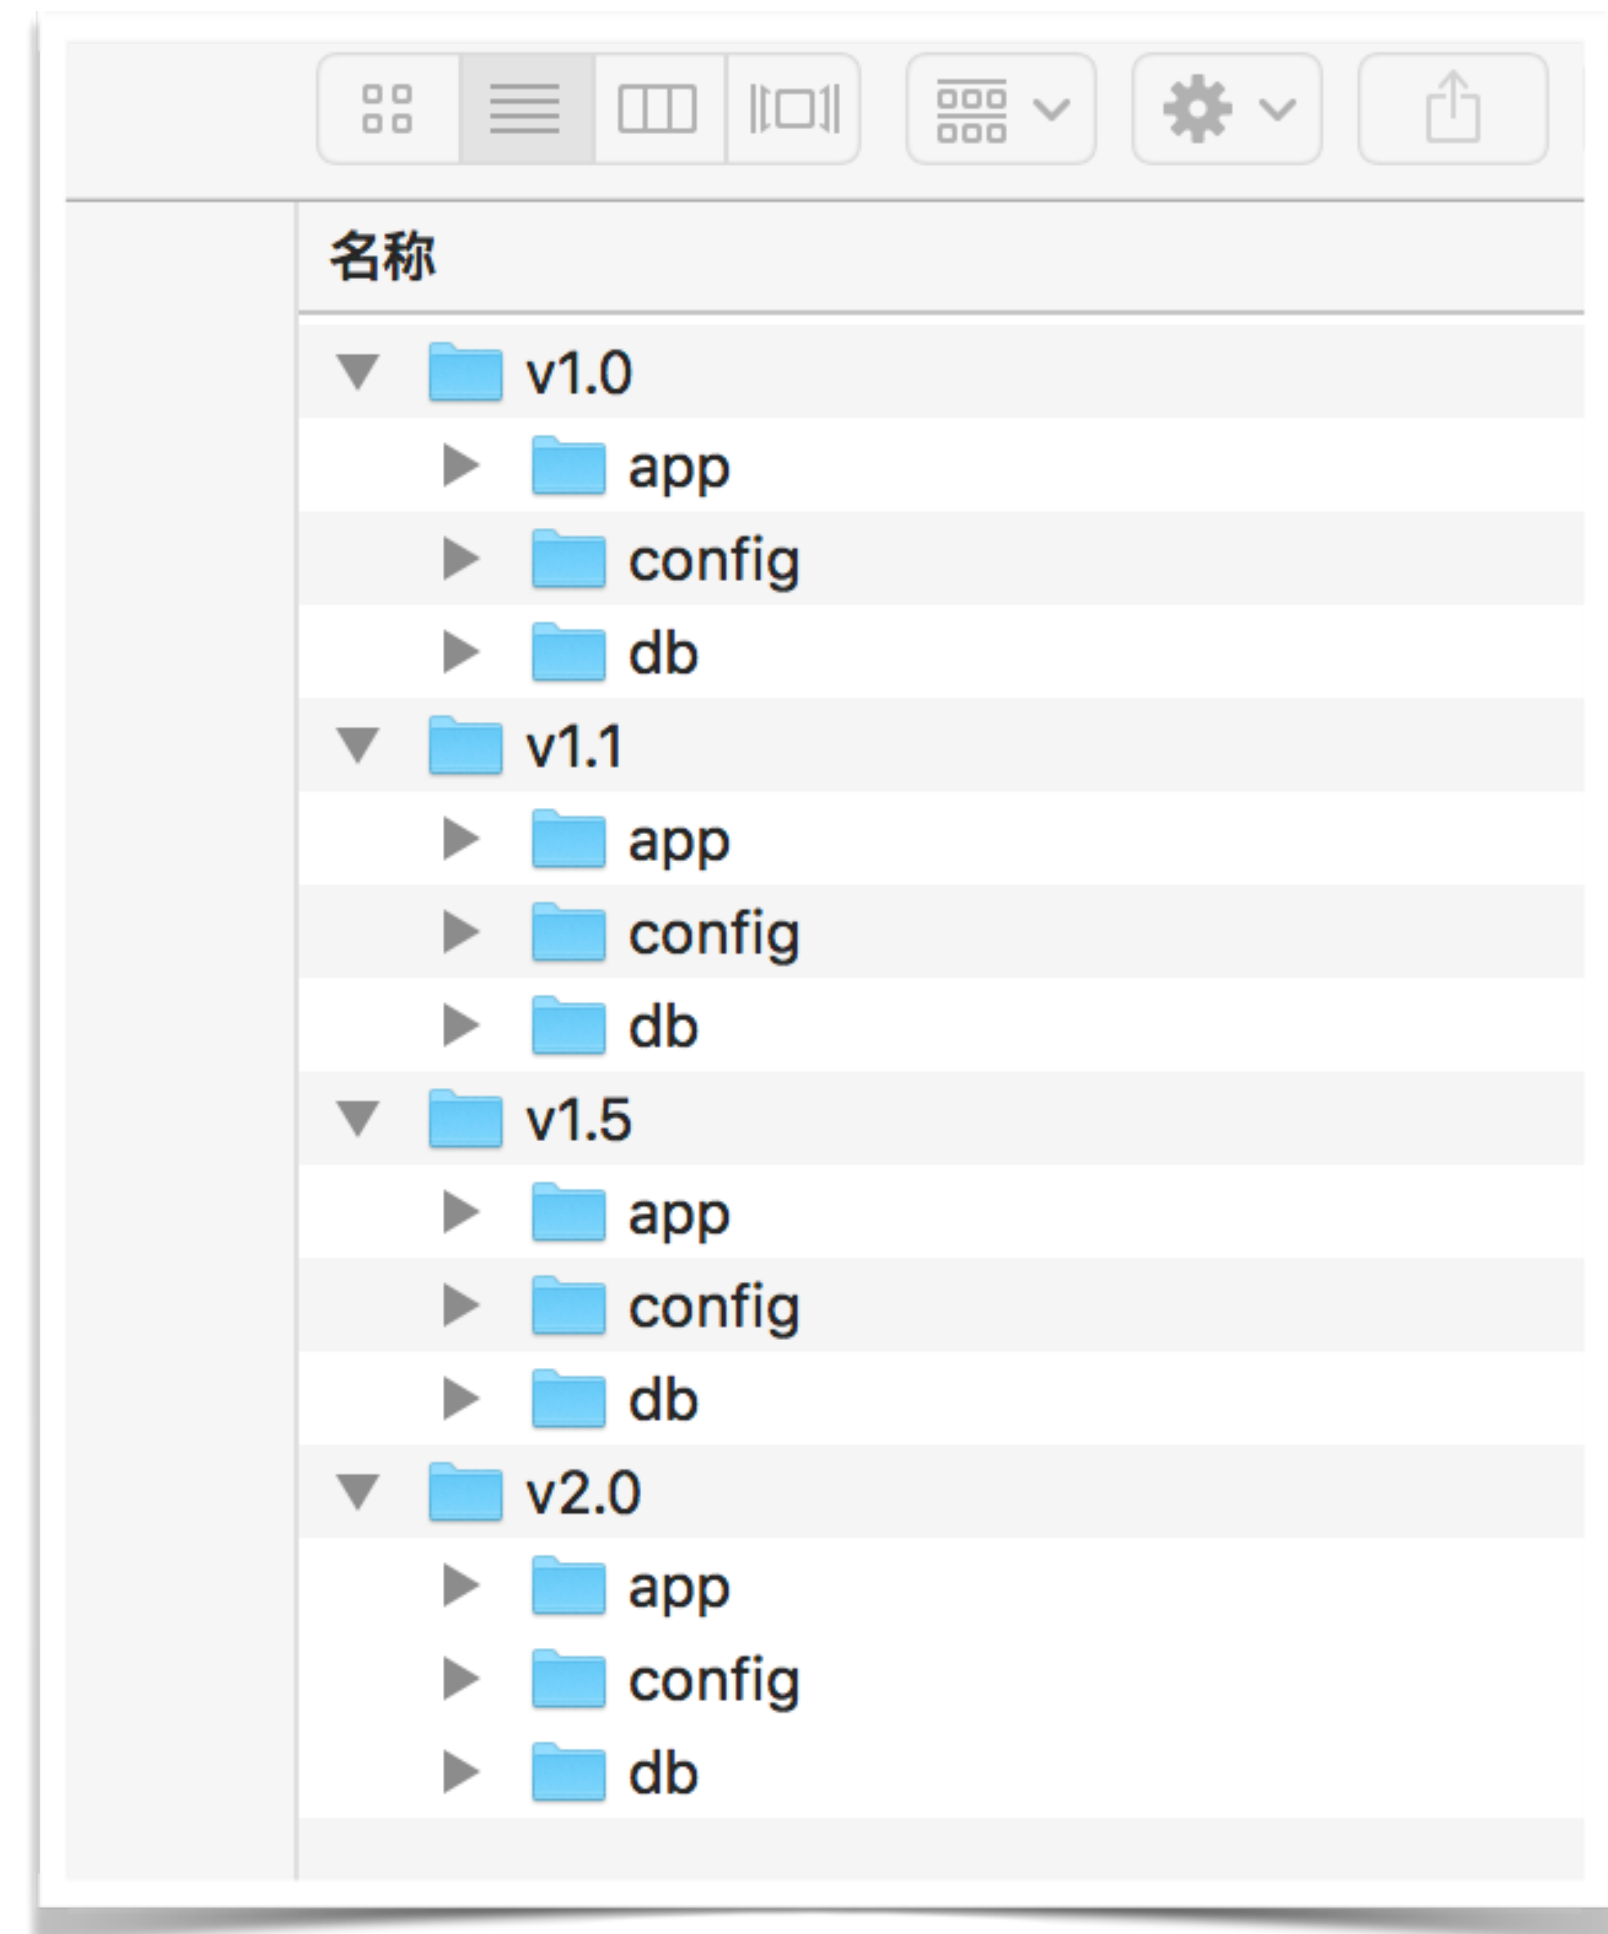 名称
v1.0
app
config
db
v1.1
app
config
db
v1.5
app
config
db
v2.0
app
config
db